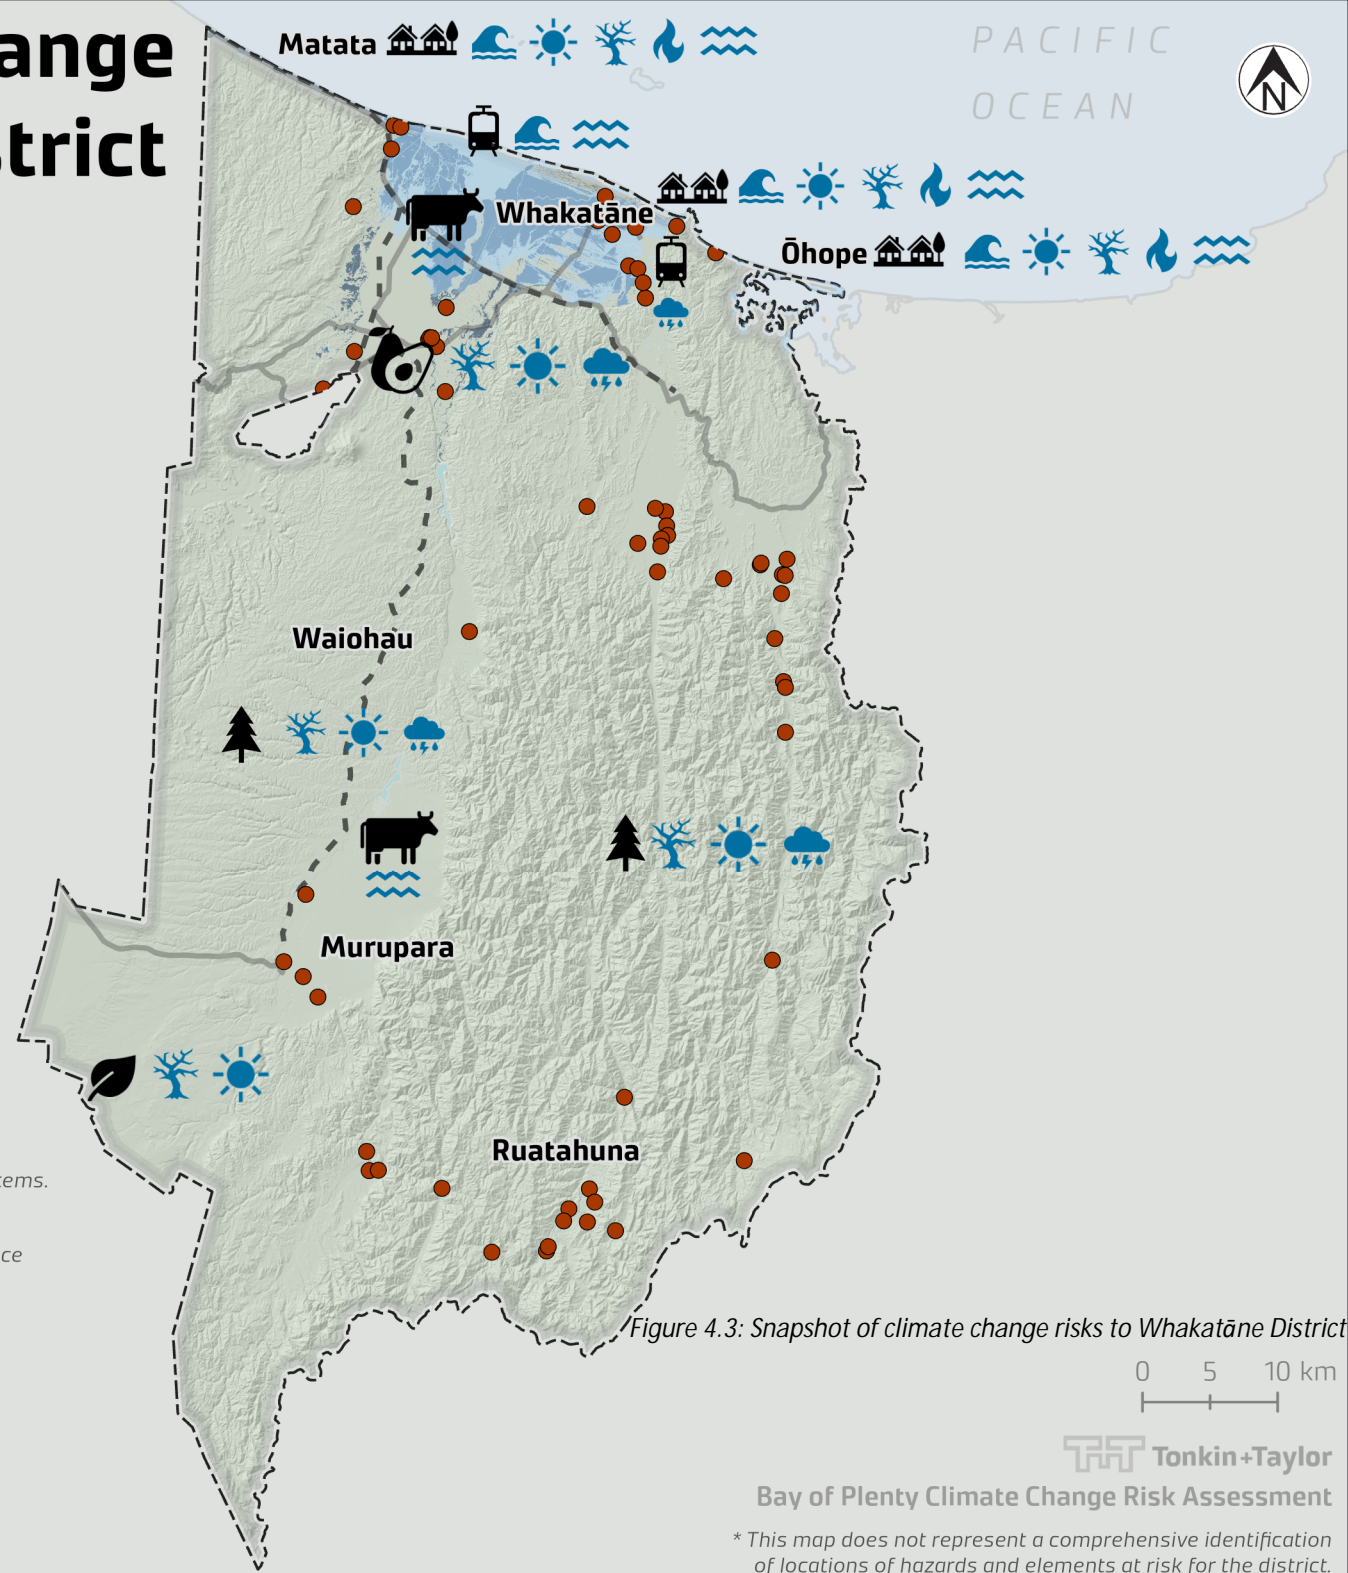 ange
strict
Matata
PACIFIC
OCEAN
N
Whakatāne
Ōhope
Waiohau
Murupara
Ruatahuna
ems.
ce
Figure 4.3: Snapshot of climate change risks to Whakatāne District
0 5 10 km
Tonkin+Taylor
Bay of Plenty Climate Change Risk Assessment
* This map does not represent a comprehensive identification
of locations of hazards and elements at risk for the district.